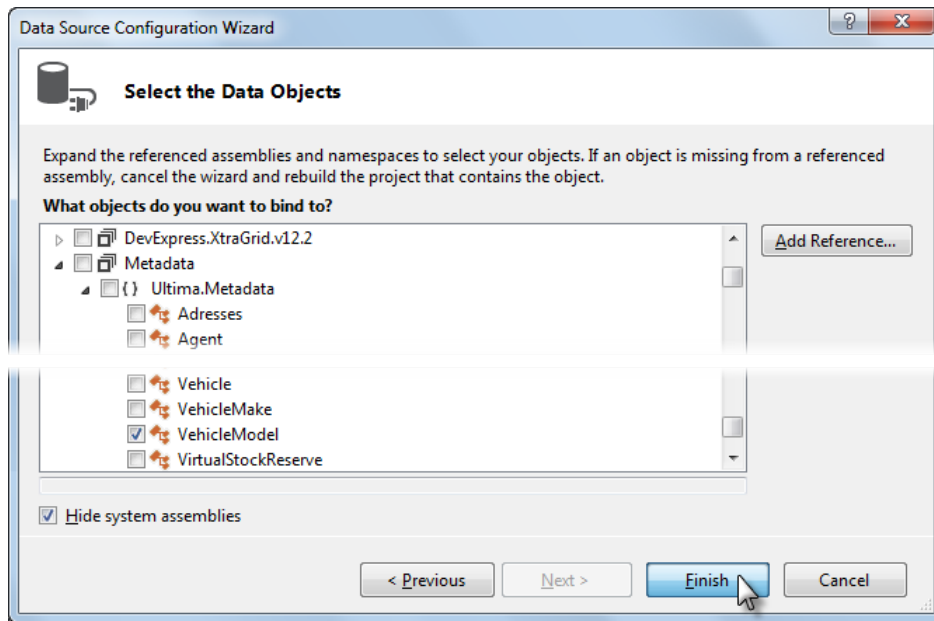 Data Source Configuration Wizard
?
X
Select the Data Objects
Expand the referenced assemblies and namespaces to select your objects. If an object is missing from a referenced
assembly, cancel the wizard and rebuild the project that contains the object.
What objects do you want to bind to?
DevExpress.XtraGrid.v12.2
Add Reference...
Metadata
{ } Ultima.Metadata
Adresses
Agent
Vehicle
VehicleMake
VehicleModel
VirtualStockReserve
Hide system assemblies
< Previous
Next >
Finish
Cancel